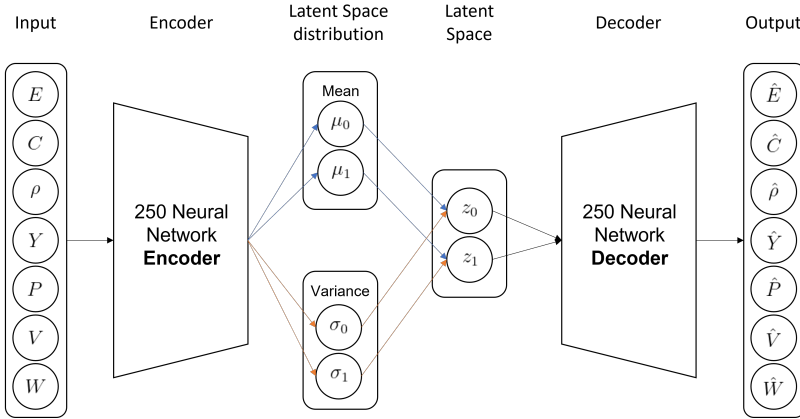 Input
Encoder
Latent Space
distribution
Latent
Space
Decoder
Output
E
C
ρ
Y
P
V
W
250 Neural
Network
Encoder
Mean
μ₀
μ₁
Variance
σ₀
σ₁
z₀
z₁
250 Neural
Network
Decoder
Ê
Ĉ
ρ̂
Ŷ
P̂
V̂
Ŵ